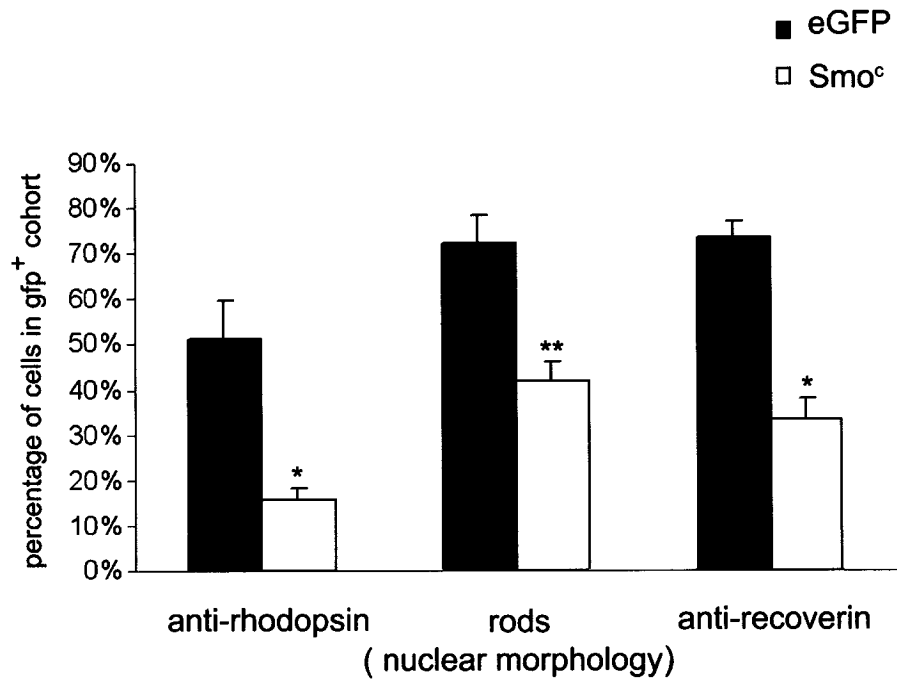 eGFP
Smoᶜ
percentage of cells in gfp⁺ cohort
90%
80%
70%
60%
50%
40%
30%
20%
10%
0%
*
**
*
anti-rhodopsin
rods
( nuclear morphology)
anti-recoverin